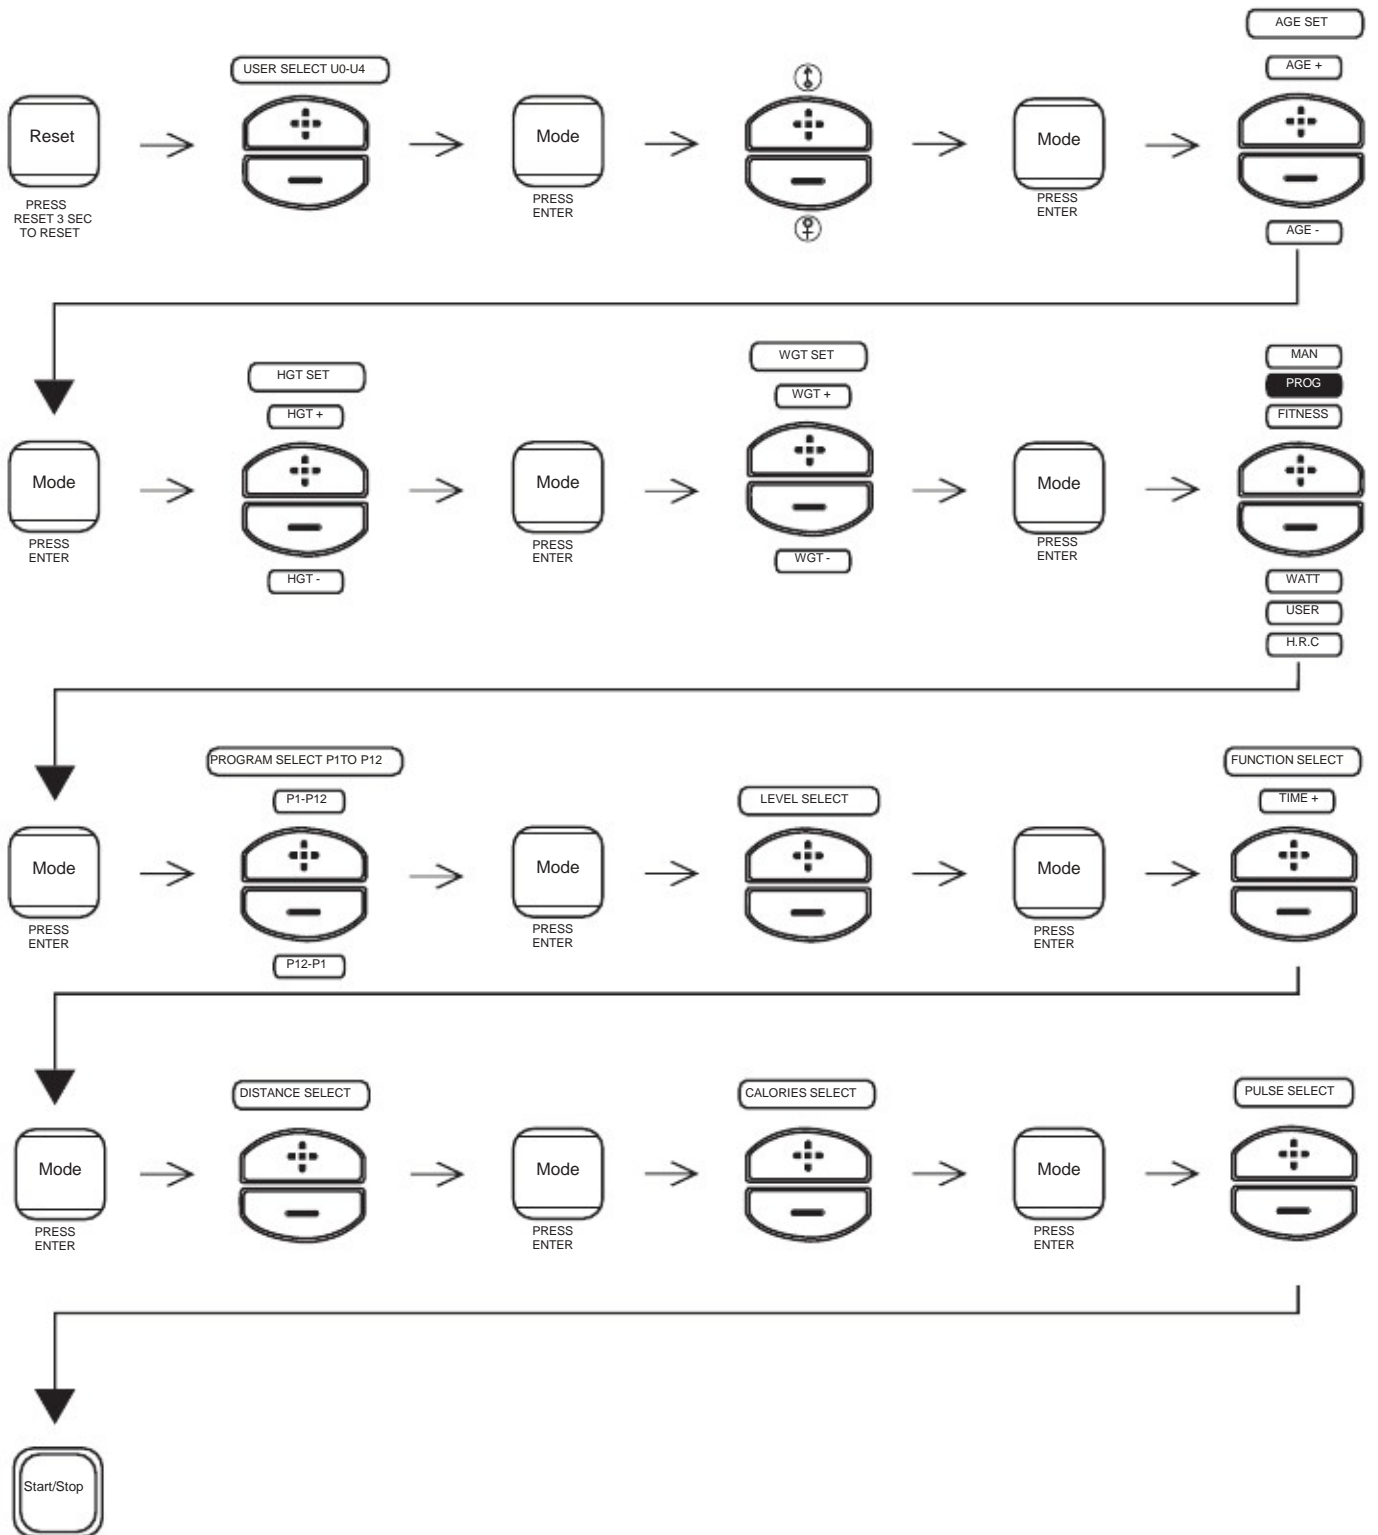 AGE SET
USER SELECT U0-U4
AGE +
Reset
Mode
Mode
PRESS
RESET 3 SEC
TO RESET
PRESS
ENTER
PRESS
ENTER
AGE -
HGT SET
WGT SET
MAN
PROG
HGT +
WGT +
FITNESS
Mode
Mode
Mode
PRESS
ENTER
PRESS
ENTER
PRESS
ENTER
HGT -
WGT -
WATT
USER
H.R.C
PROGRAM SELECT P1TO P12
FUNCTION SELECT
P1-P12
LEVEL SELECT
TIME +
Mode
Mode
Mode
PRESS
ENTER
PRESS
ENTER
PRESS
ENTER
P12-P1
DISTANCE SELECT
CALORIES SELECT
PULSE SELECT
Mode
Mode
Mode
PRESS
ENTER
PRESS
ENTER
PRESS
ENTER
Start/Stop